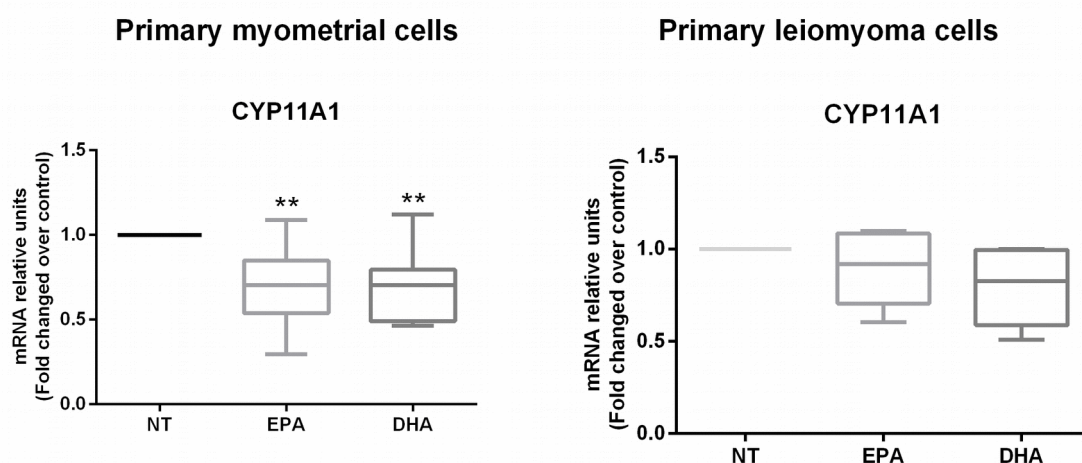 Primary myometrial cells
CYP11A1
mRNA relative units
(Fold changed over control)
1.5
1.0
0.5
0.0
**
**
NT
EPA
DHA
Primary leiomyoma cells
CYP11A1
mRNA relative units
(Fold changed over control)
1.5
1.0
0.5
0.0
NT
EPA
DHA